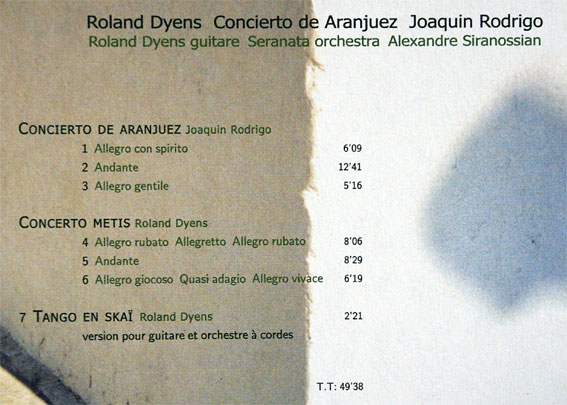 Roland Dyens Concierto de Aranjuez Joaquin Rodrigo
Roland Dyens guitare Seranata orchestra Alexandre Siranossian
CONCIERTO DE ARANJUEZ Joaquin Rodrigo
1 Allegro con spirito 6'09
2 Andante 12'41
3 Allegro gentile 5'16
CONCERTO METIS Roland Dyens
4 Allegro rubato Allegretto Allegro rubato 8'06
5 Andante 8'29
6 Allegro giocoso Quasi adagio Allegro vivace 6'19
7 TANGO EN SKAÏ Roland Dyens 2'21
version pour guitare et orchestre à cordes
T.T: 49'38